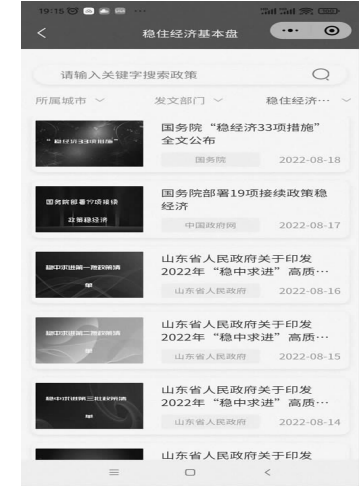 19:15
稳住经济基本盘
请输入关键字搜索政策
所属城市
发文部门
稳住经济…
“稳经济33项措施”
国务院“稳经济33项措施”
全文公布
国务院
2022-08-18
国务院部署19项接续
政策稳经济
国务院部署19项接续政策稳
经济
中国政府网
2022-08-17
稳中求进第一批政策清
单
山东省人民政府关于印发
2022年“稳中求进”高质…
山东省人民政府
2022-08-16
稳中求进第二批政策清
单
山东省人民政府关于印发
2022年“稳中求进”高质…
山东省人民政府
2022-08-15
稳中求进第三批政策清
单
山东省人民政府关于印发
2022年“稳中求进”高质…
山东省人民政府
2022-08-14
山东省人民政府关于印发